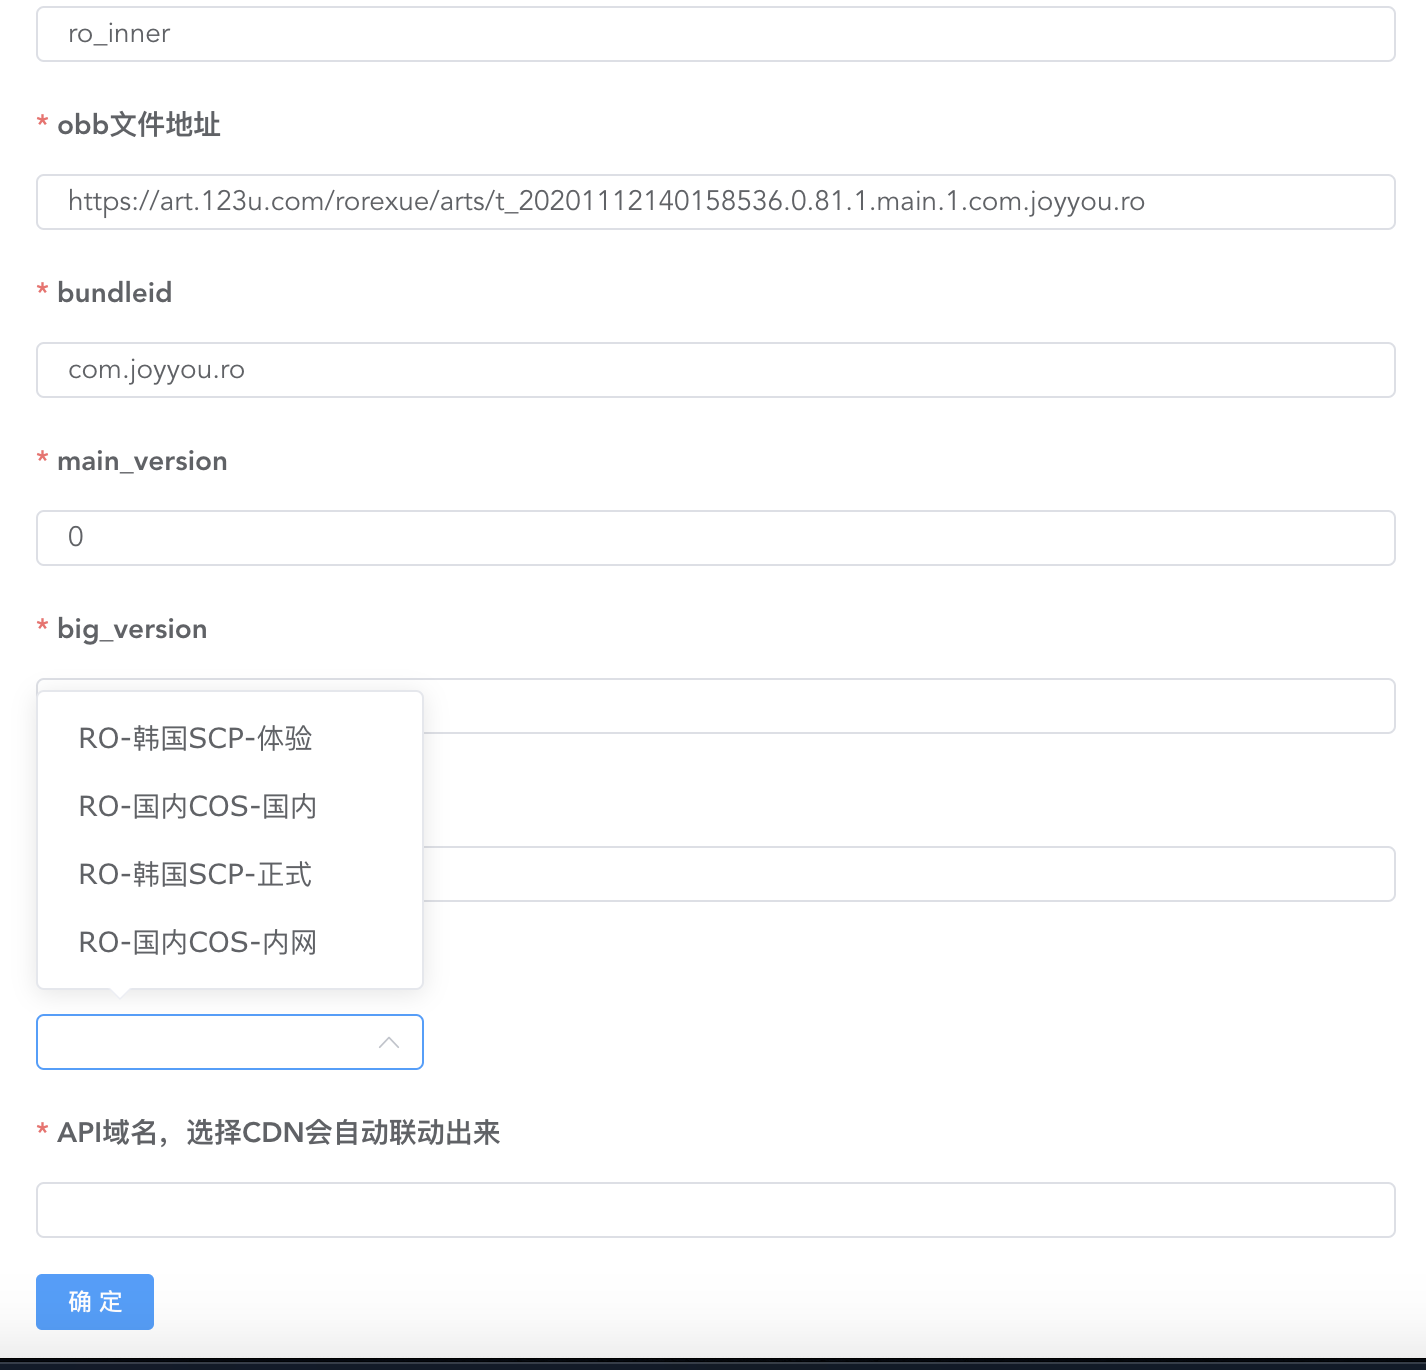 ro_inner
* obb文件地址
https://art.123u.com/rorexue/arts/t_20201112140158536.0.81.1.main.1.com.joyyou.ro
* bundleid
com.joyyou.ro
* main_version
0
* big_version
RO-韩国SCP-体验
RO-国内COS-国内
RO-韩国SCP-正式
RO-国内COS-内网
* API域名，选择CDN会自动联动出来
确 定